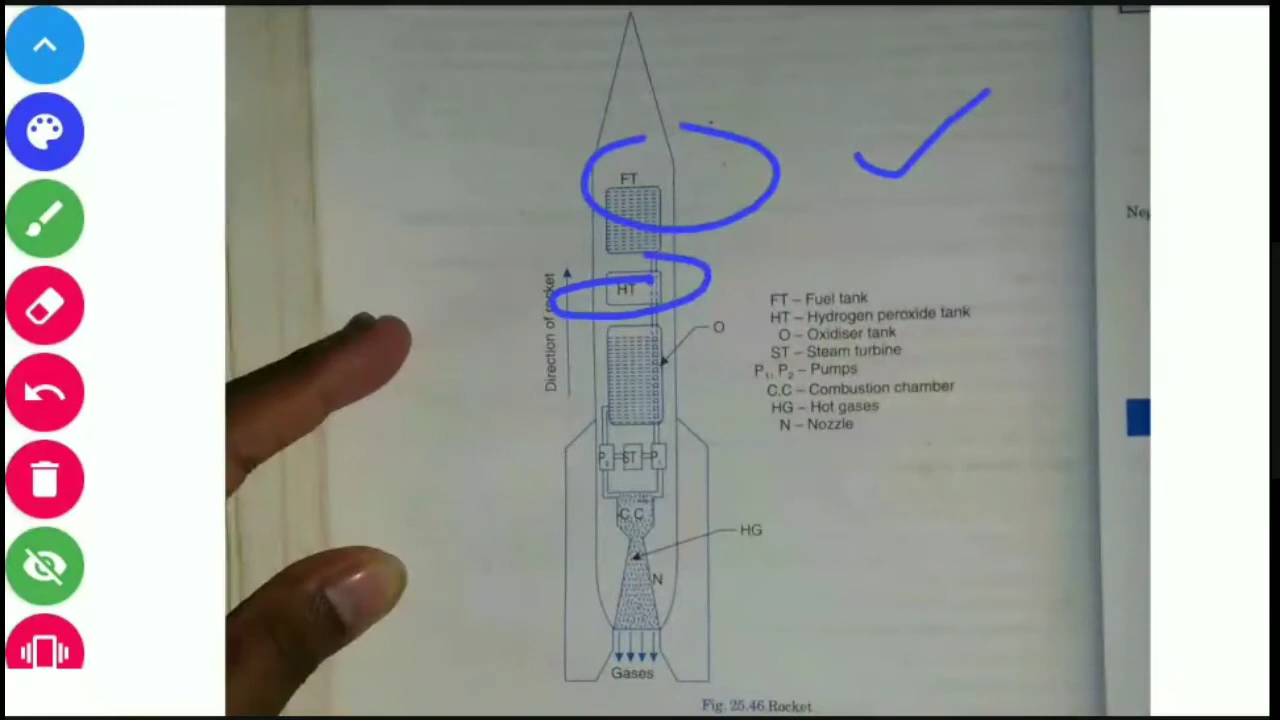 FT
HT
Direction of rocket
O
FT – Fuel tank
HT – Hydrogen peroxide tank
O – Oxidiser tank
ST – Steam turbine
P1, P2 – Pumps
C.C – Combustion chamber
HG – Hot gases
N – Nozzle
P2 ST P1
C.C
HG
N
Gases
Fig. 25.46 Rocket